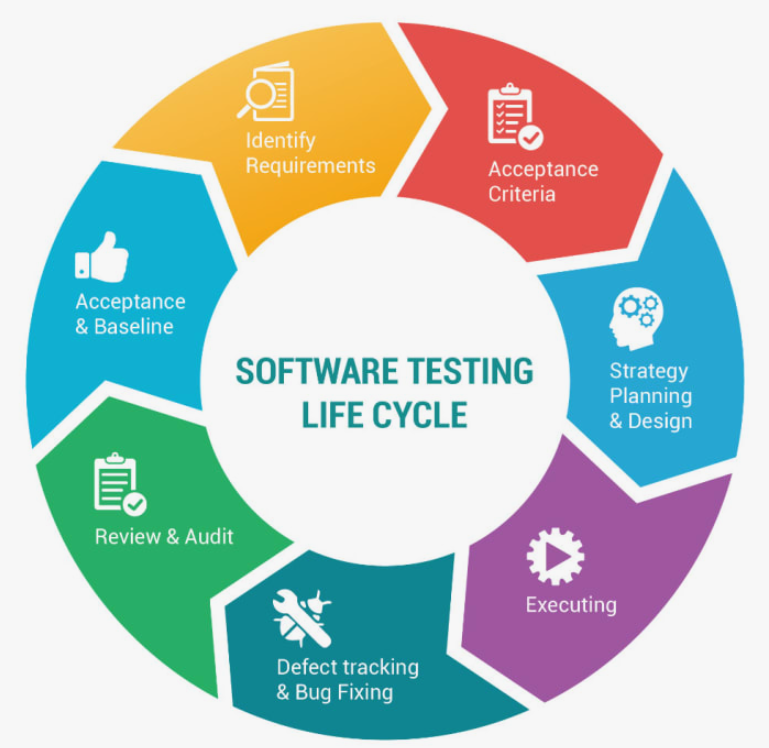 Identify
Requirements
Acceptance
Criteria
Strategy
Planning
& Design
Executing
Defect tracking
& Bug Fixing
Review & Audit
Acceptance
& Baseline
SOFTWARE TESTING
LIFE CYCLE